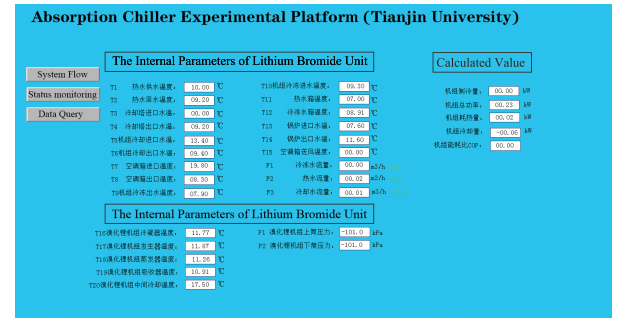 Absorption Chiller Experimental Platform (Tianjin University)
The Internal Parameters of Lithium Bromide Unit
Calculated Value
System Flow
Status monitoring
Data Query
T1 热水供水温度: 10.00 ℃
T2 热水回水温度: 09.20 ℃
T3 冷却塔进口水温: 00.00 ℃
T4 冷却塔出口水温: 09.20 ℃
T5机组冷却进口水温: 13.40 ℃
T6机组冷却出口水温: 09.60 ℃
T7 空调箱进口温度: 19.80 ℃
T8 空调箱出口温度: 08.30 ℃
T9机组冷冻出水温度: 07.90 ℃
T10机组冷冻进水温度: 09.30 ℃
T11 热水箱温度: 07.00 ℃
T12 冷冻水箱温度: 08.91 ℃
T13 锅炉进口水温: 07.60 ℃
T14 锅炉出口水温: 11.60 ℃
T15 空调箱送风温度: 00.00 ℃
F1 冷冻水流量: 00.00 m3/h
F2 热水流量: 00.02 m3/h
F3 冷却水流量: 00.01 m3/h
机组制冷量: 00.00 kW
机组总功率: 00.23 kW
机组耗热量: 00.02 kW
机组冷却量: -00.06 kW
机组能耗比COP: 00.00
The Internal Parameters of Lithium Bromide Unit
T16溴化锂机组冷凝器温度: 11.77 ℃
T17溴化锂机组发生器温度: 11.87 ℃
T18溴化锂机组蒸发器温度: 11.26 ℃
T19溴化锂机组吸收器温度: 10.91 ℃
T20溴化锂机组中间冷却温度: 17.50 ℃
P1 溴化锂机组上筒压力: -101.0 kPa
P2 溴化锂机组下筒压力: -101.0 kPa